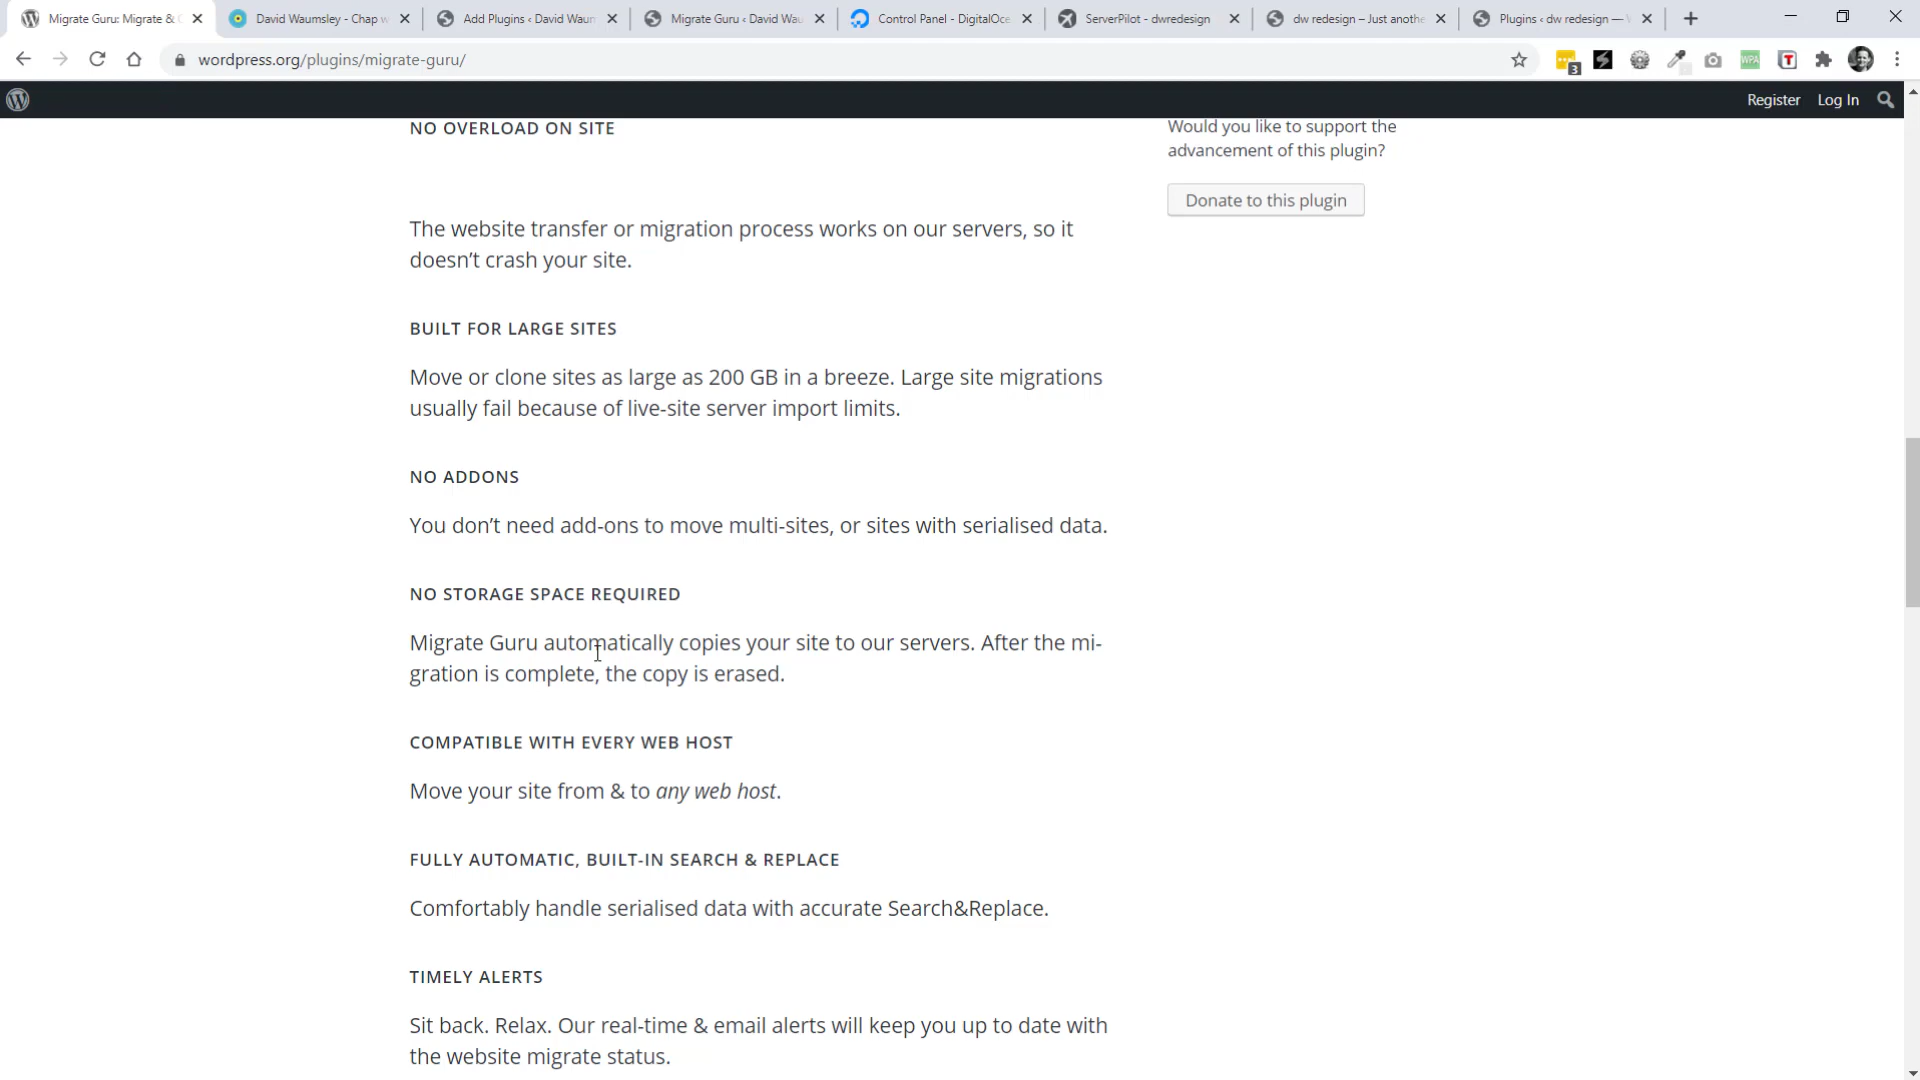 Migrate Guru: Migrate & C
David Waumsley - Chap w
Add Plugins ‹ David Waun
Migrate Guru ‹ David Wau
Control Panel - DigitalOce
ServerPilot - dwredesign
dw redesign – Just anothe
Plugins ‹ dw redesign —
wordpress.org/plugins/migrate-guru/
3
WPA
T
Register
Log In
NO OVERLOAD ON SITE
Would you like to support the
advancement of this plugin?
Donate to this plugin
The website transfer or migration process works on our servers, so it
doesn’t crash your site.
BUILT FOR LARGE SITES
Move or clone sites as large as 200 GB in a breeze. Large site migrations
usually fail because of live-site server import limits.
NO ADDONS
You don’t need add-ons to move multi-sites, or sites with serialised data.
NO STORAGE SPACE REQUIRED
Migrate Guru automatically copies your site to our servers. After the mi-
gration is complete, the copy is erased.
COMPATIBLE WITH EVERY WEB HOST
Move your site from & to any web host.
FULLY AUTOMATIC, BUILT-IN SEARCH & REPLACE
Comfortably handle serialised data with accurate Search&Replace.
TIMELY ALERTS
Sit back. Relax. Our real-time & email alerts will keep you up to date with
the website migrate status.